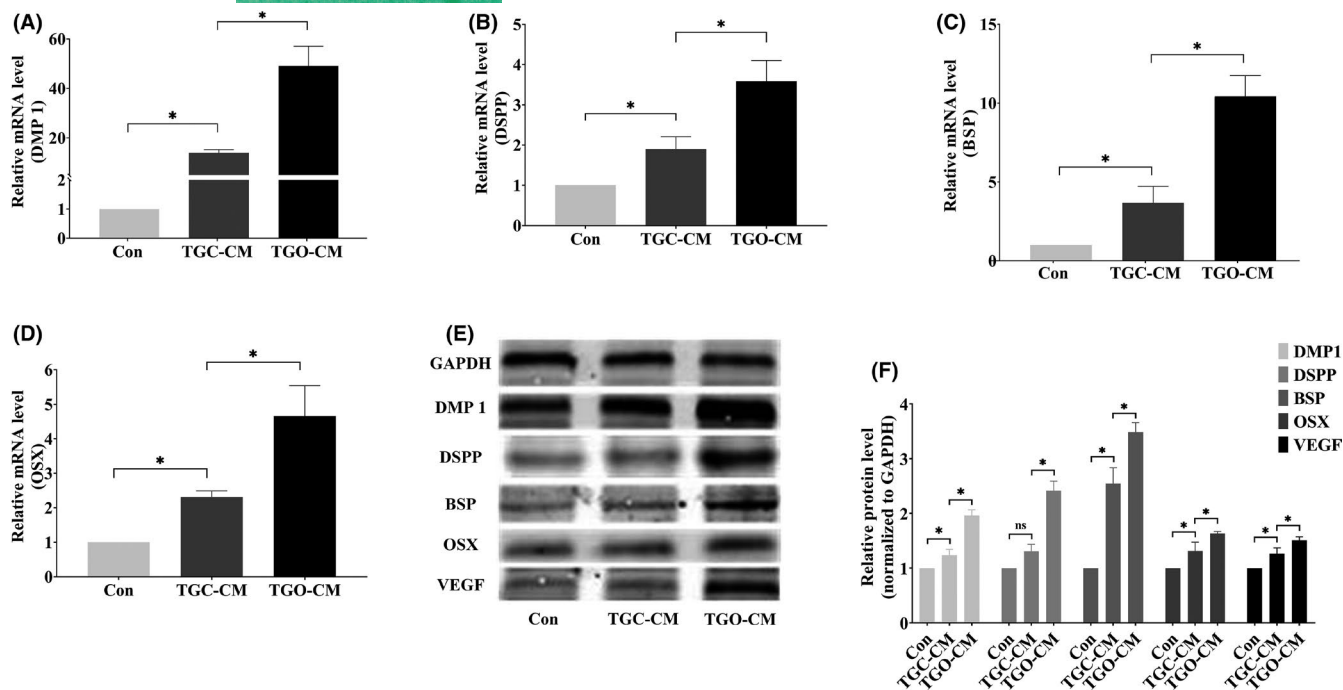 (A)
Relative mRNA level
(DMP 1)
60
40
20
2
1
0
*
*
Con
TGC-CM
TGO-CM
(B)
Relative mRNA level
(DSPP)
5
4
3
2
1
0
*
*
Con
TGC-CM
TGO-CM
(C)
Relative mRNA level
(BSP)
15
10
5
0
*
*
Con
TGC-CM
TGO-CM
(D)
Relative mRNA level
(OSX)
6
5
4
3
2
1
0
*
*
Con
TGC-CM
TGO-CM
(E)
GAPDH
DMP 1
DSPP
BSP
OSX
VEGF
Con
TGC-CM
TGO-CM
(F)
DMP1
DSPP
BSP
OSX
VEGF
Relative protein level
(normalized to GAPDH)
4
3
2
1
0
*
*
ns
*
*
*
*
*
*
*
Con
TGC-CM
TGO-CM
Con
TGC-CM
TGO-CM
Con
TGC-CM
TGO-CM
Con
TGC-CM
TGO-CM
Con
TGC-CM
TGO-CM